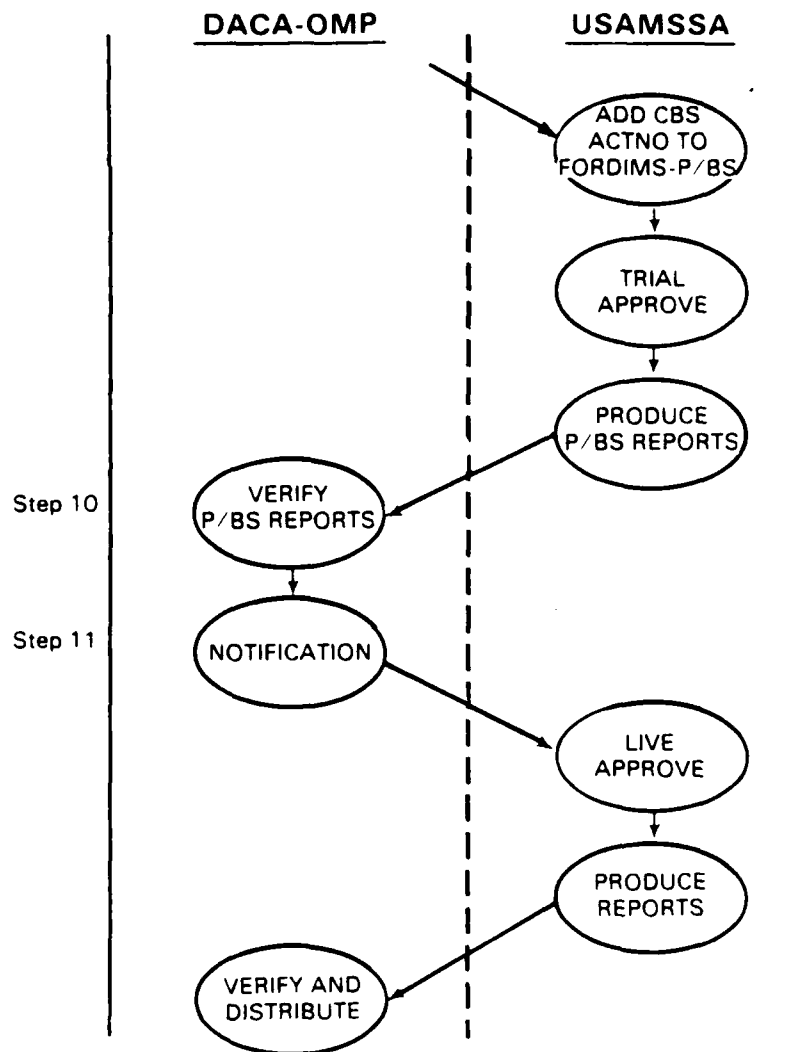 DACA-OMP
USAMSSA
ADD CBS
ACTNO TO
FORDIMS-P/BS
TRIAL
APPROVE
PRODUCE
P/BS REPORTS
Step 10
VERIFY
P/BS REPORTS
Step 11
NOTIFICATION
LIVE
APPROVE
PRODUCE
REPORTS
VERIFY AND
DISTRIBUTE